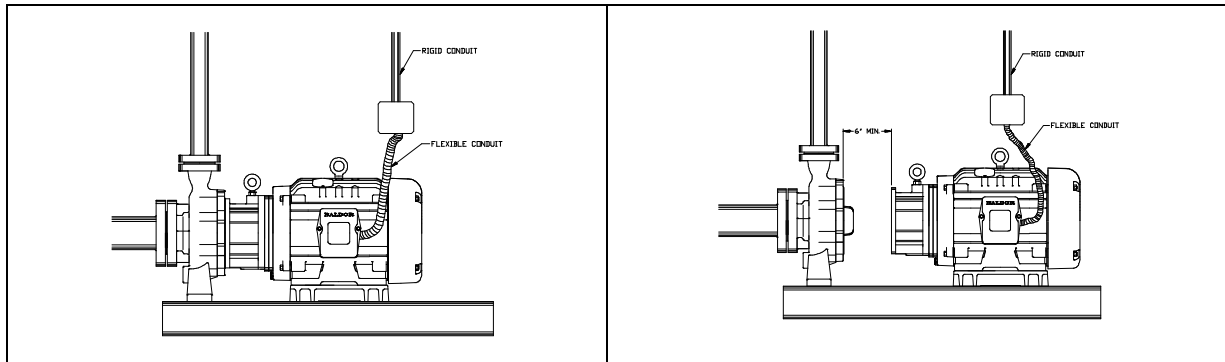 RIGID CONDUIT
FLEXIBLE CONDUIT
BALDOR
RIGID CONDUIT
6" MIN.
FLEXIBLE CONDUIT
BALDOR